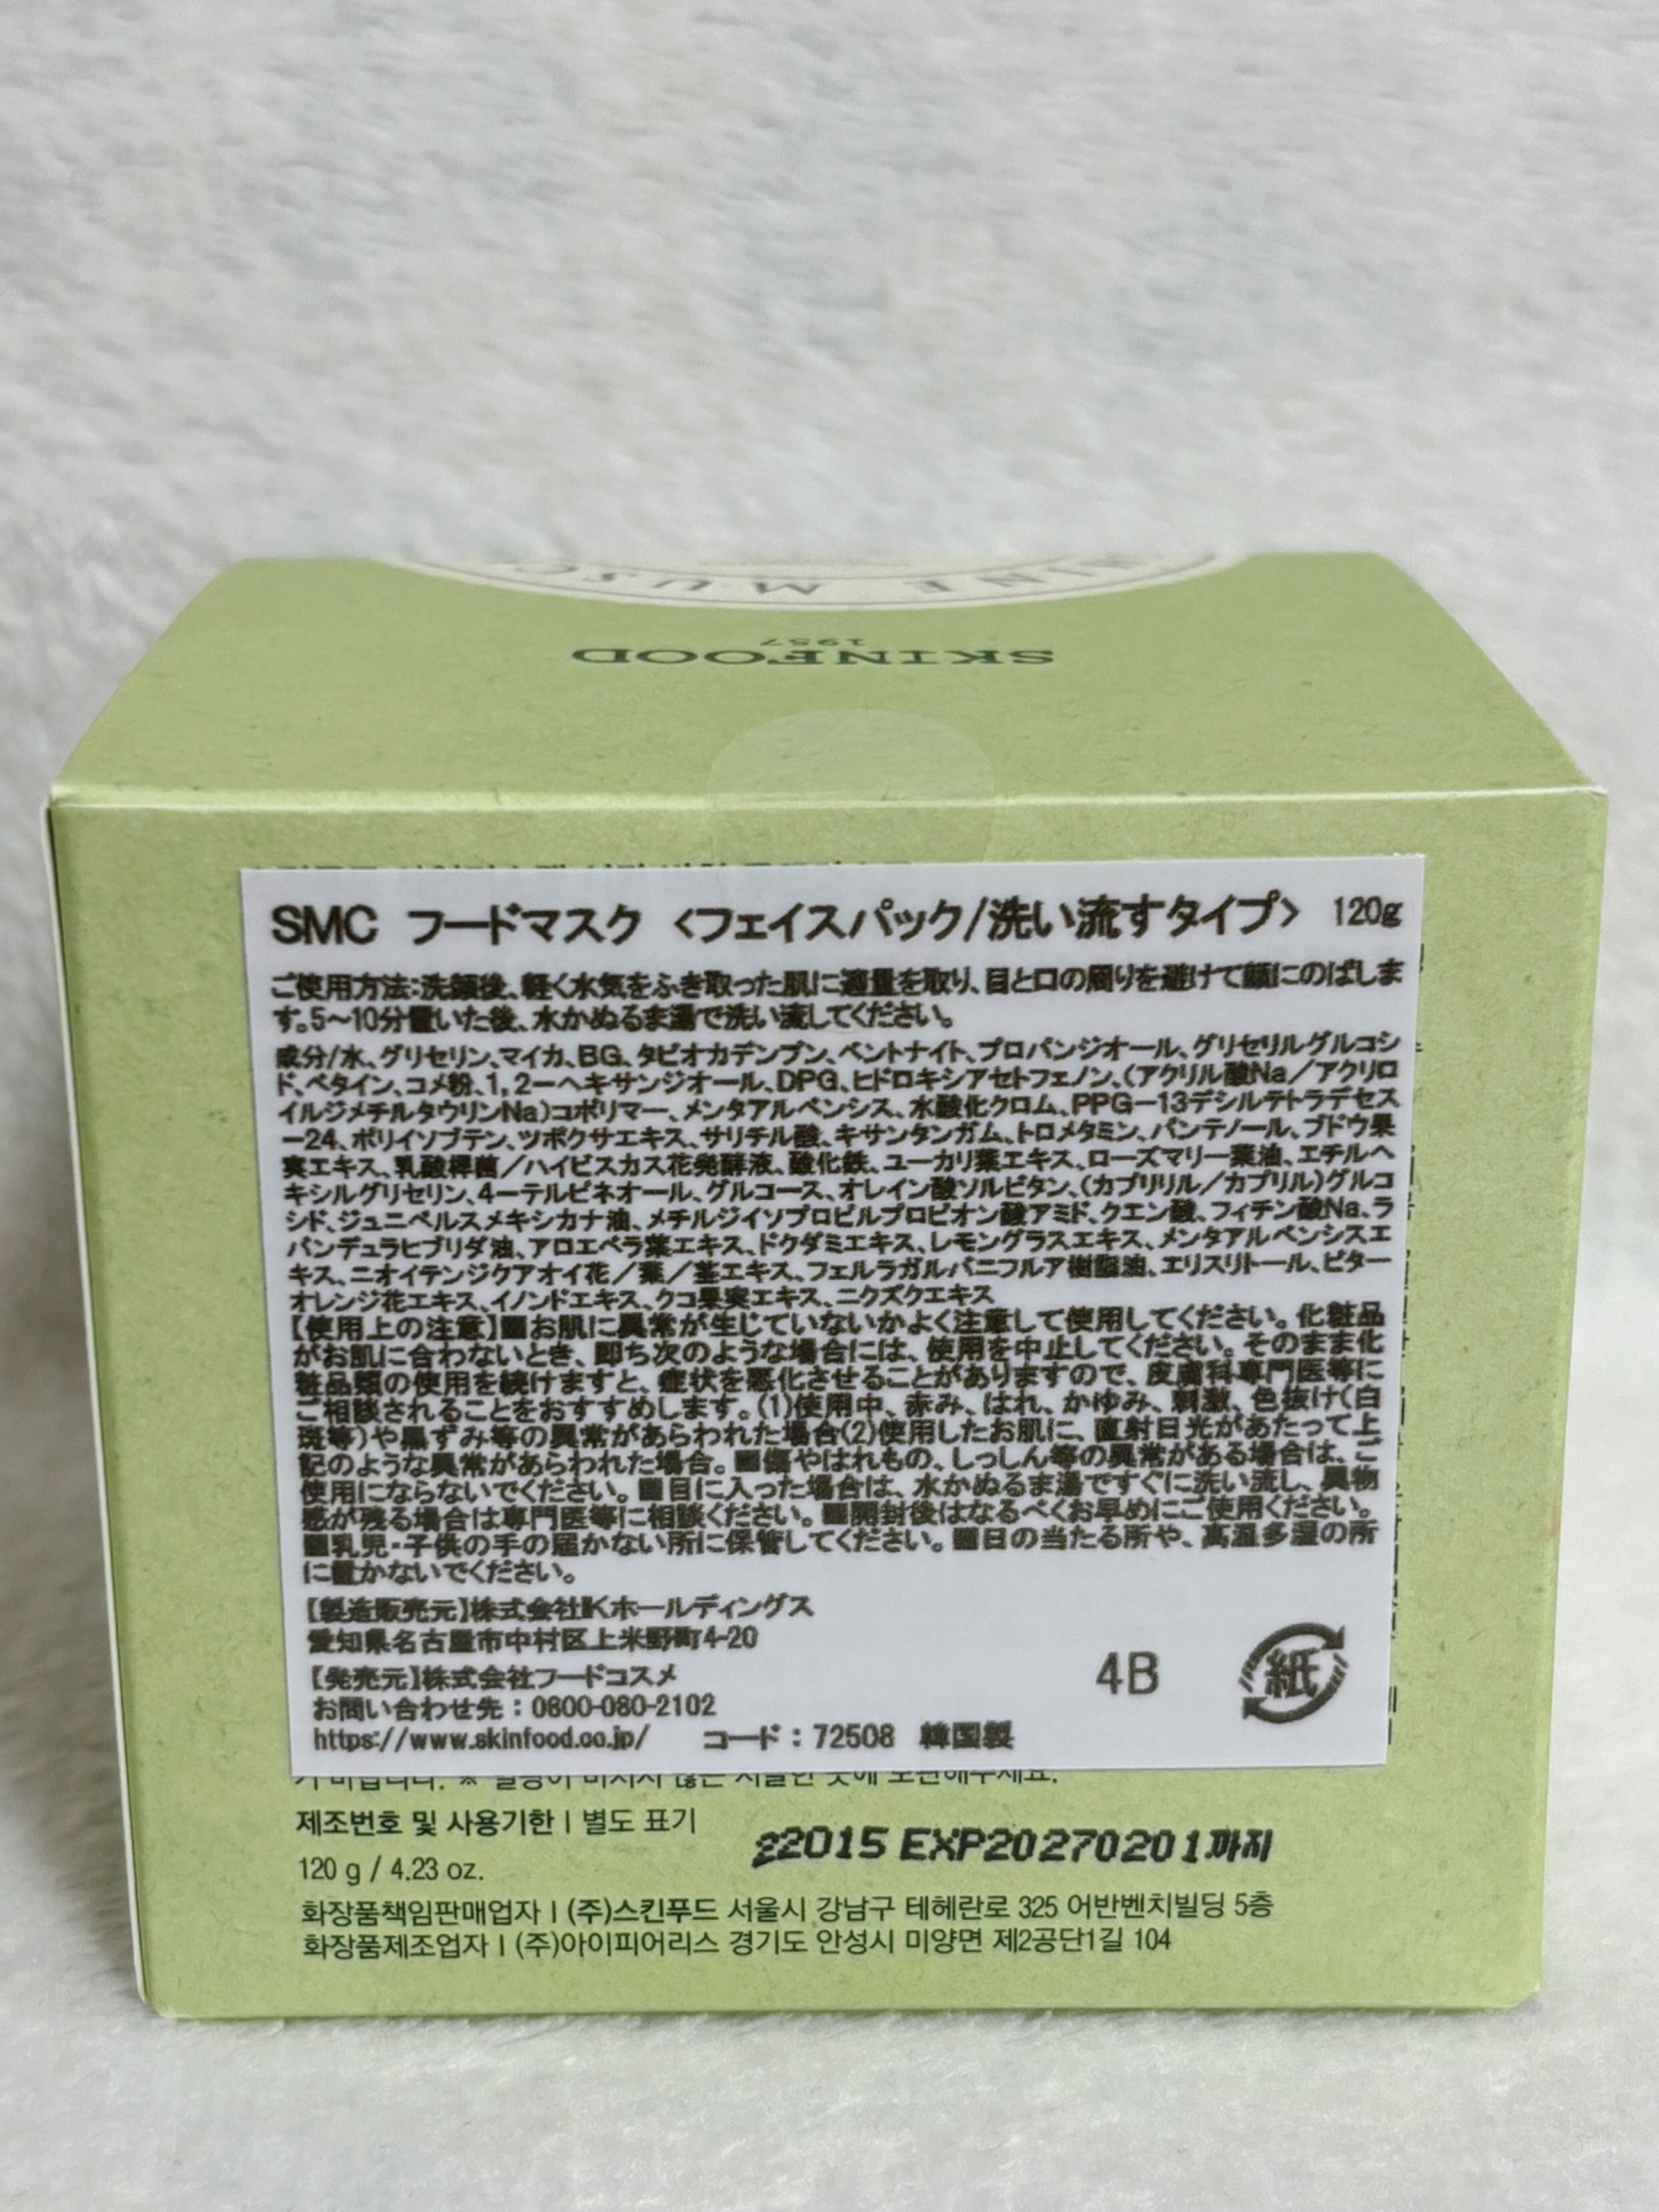 SKINFOOD
1957
SMC フードマスク <フェイスパック/洗い流すタイプ> 120g
ご使用方法:洗顔後、軽く水気をふき取った肌に適量を取り、目と口の周りを避けて顔にのばしま
す。5~10分置いた後、水かぬるま湯で洗い流してください。
成分/水、グリセリン、マイカ、BG、タピオカデンプン、ベントナイト、プロパンジオール、グリセリルグルコシ
ド、ベタイン、コメ粉、1,2-ヘキサンジオール、DPG、ヒドロキシアセトフェノン、(アクリル酸Na/アクリロ
イルジメチルタウリンNa)コポリマー、メンタアルベンシス、水酸化クロム、PPG-13デシルテトラデセス
-24、ポリイソブテン、ツボクサエキス、サリチル酸、キサンタンガム、トロメタミン、パンテノール、ブドウ果
実エキス、乳酸桿菌/ハイビスカス花発酵液、酸化鉄、ユーカリ葉エキス、ローズマリー葉油、エチルヘ
キシルグリセリン、4-テルピネオール、グルコース、オレイン酸ソルビタン、(カプリリル/カプリル)グルコ
シド、ジュニペルスメキシカナ油、メチルジイソプロピルプロピオン酸アミド、クエン酸、フィチン酸Na、ラ
バンデュラヒブリダ油、アロエベラ葉エキス、ドクダミエキス、レモングラスエキス、メンタアルベンシスエ
キス、ニオイテンジクアオイ花/葉/茎エキス、フェルラガルバニフルア樹脂油、エリスリトール、ビター
オレンジ花エキス、イノンドエキス、クコ果実エキス、ニクズクエキス
【使用上の注意】■お肌に異常が生じていないかよく注意して使用してください。化粧品
がお肌に合わないとき、即ち次のような場合には、使用を中止してください。そのまま化
粧品類の使用を続けますと、症状を悪化させることがありますので、皮膚科専門医等に
ご相談されることをおすすめします。(1)使用中、赤み、はれ、かゆみ、刺激、色抜け(白
斑等)や黒ずみ等の異常があらわれた場合(2)使用したお肌に、直射日光があたって上
記のような異常があらわれた場合。■傷やはれもの、しっしん等の異常がある場合は、ご
使用にならないでください。■目に入った場合は、水かぬるま湯ですぐに洗い流し、異物
感が残る場合は専門医等に相談ください。■開封後はなるべくお早めにご使用ください。
■乳児・子供の手の届かない所に保管してください。■日の当たる所や、高温多湿の所
に置かないでください。
【製造販売元】株式会社IKホールディングス
愛知県名古屋市中村区上米野町4-20
【発売元】株式会社フードコスメ
お問い合わせ先:0800-080-2102
https://www.skinfood.co.jp/ コード:72508 韓国製
4B
紙
제조번호 및 사용기한 | 별도 표기
22015 EXP20270201까지
120 g / 4.23 oz.
화장품책임판매업자 | (주)스킨푸드 서울시 강남구 테헤란로 325 어반벤치빌딩 5층
화장품제조업자 | (주)아이피어리스 경기도 안성시 미양면 제2공단1길 104